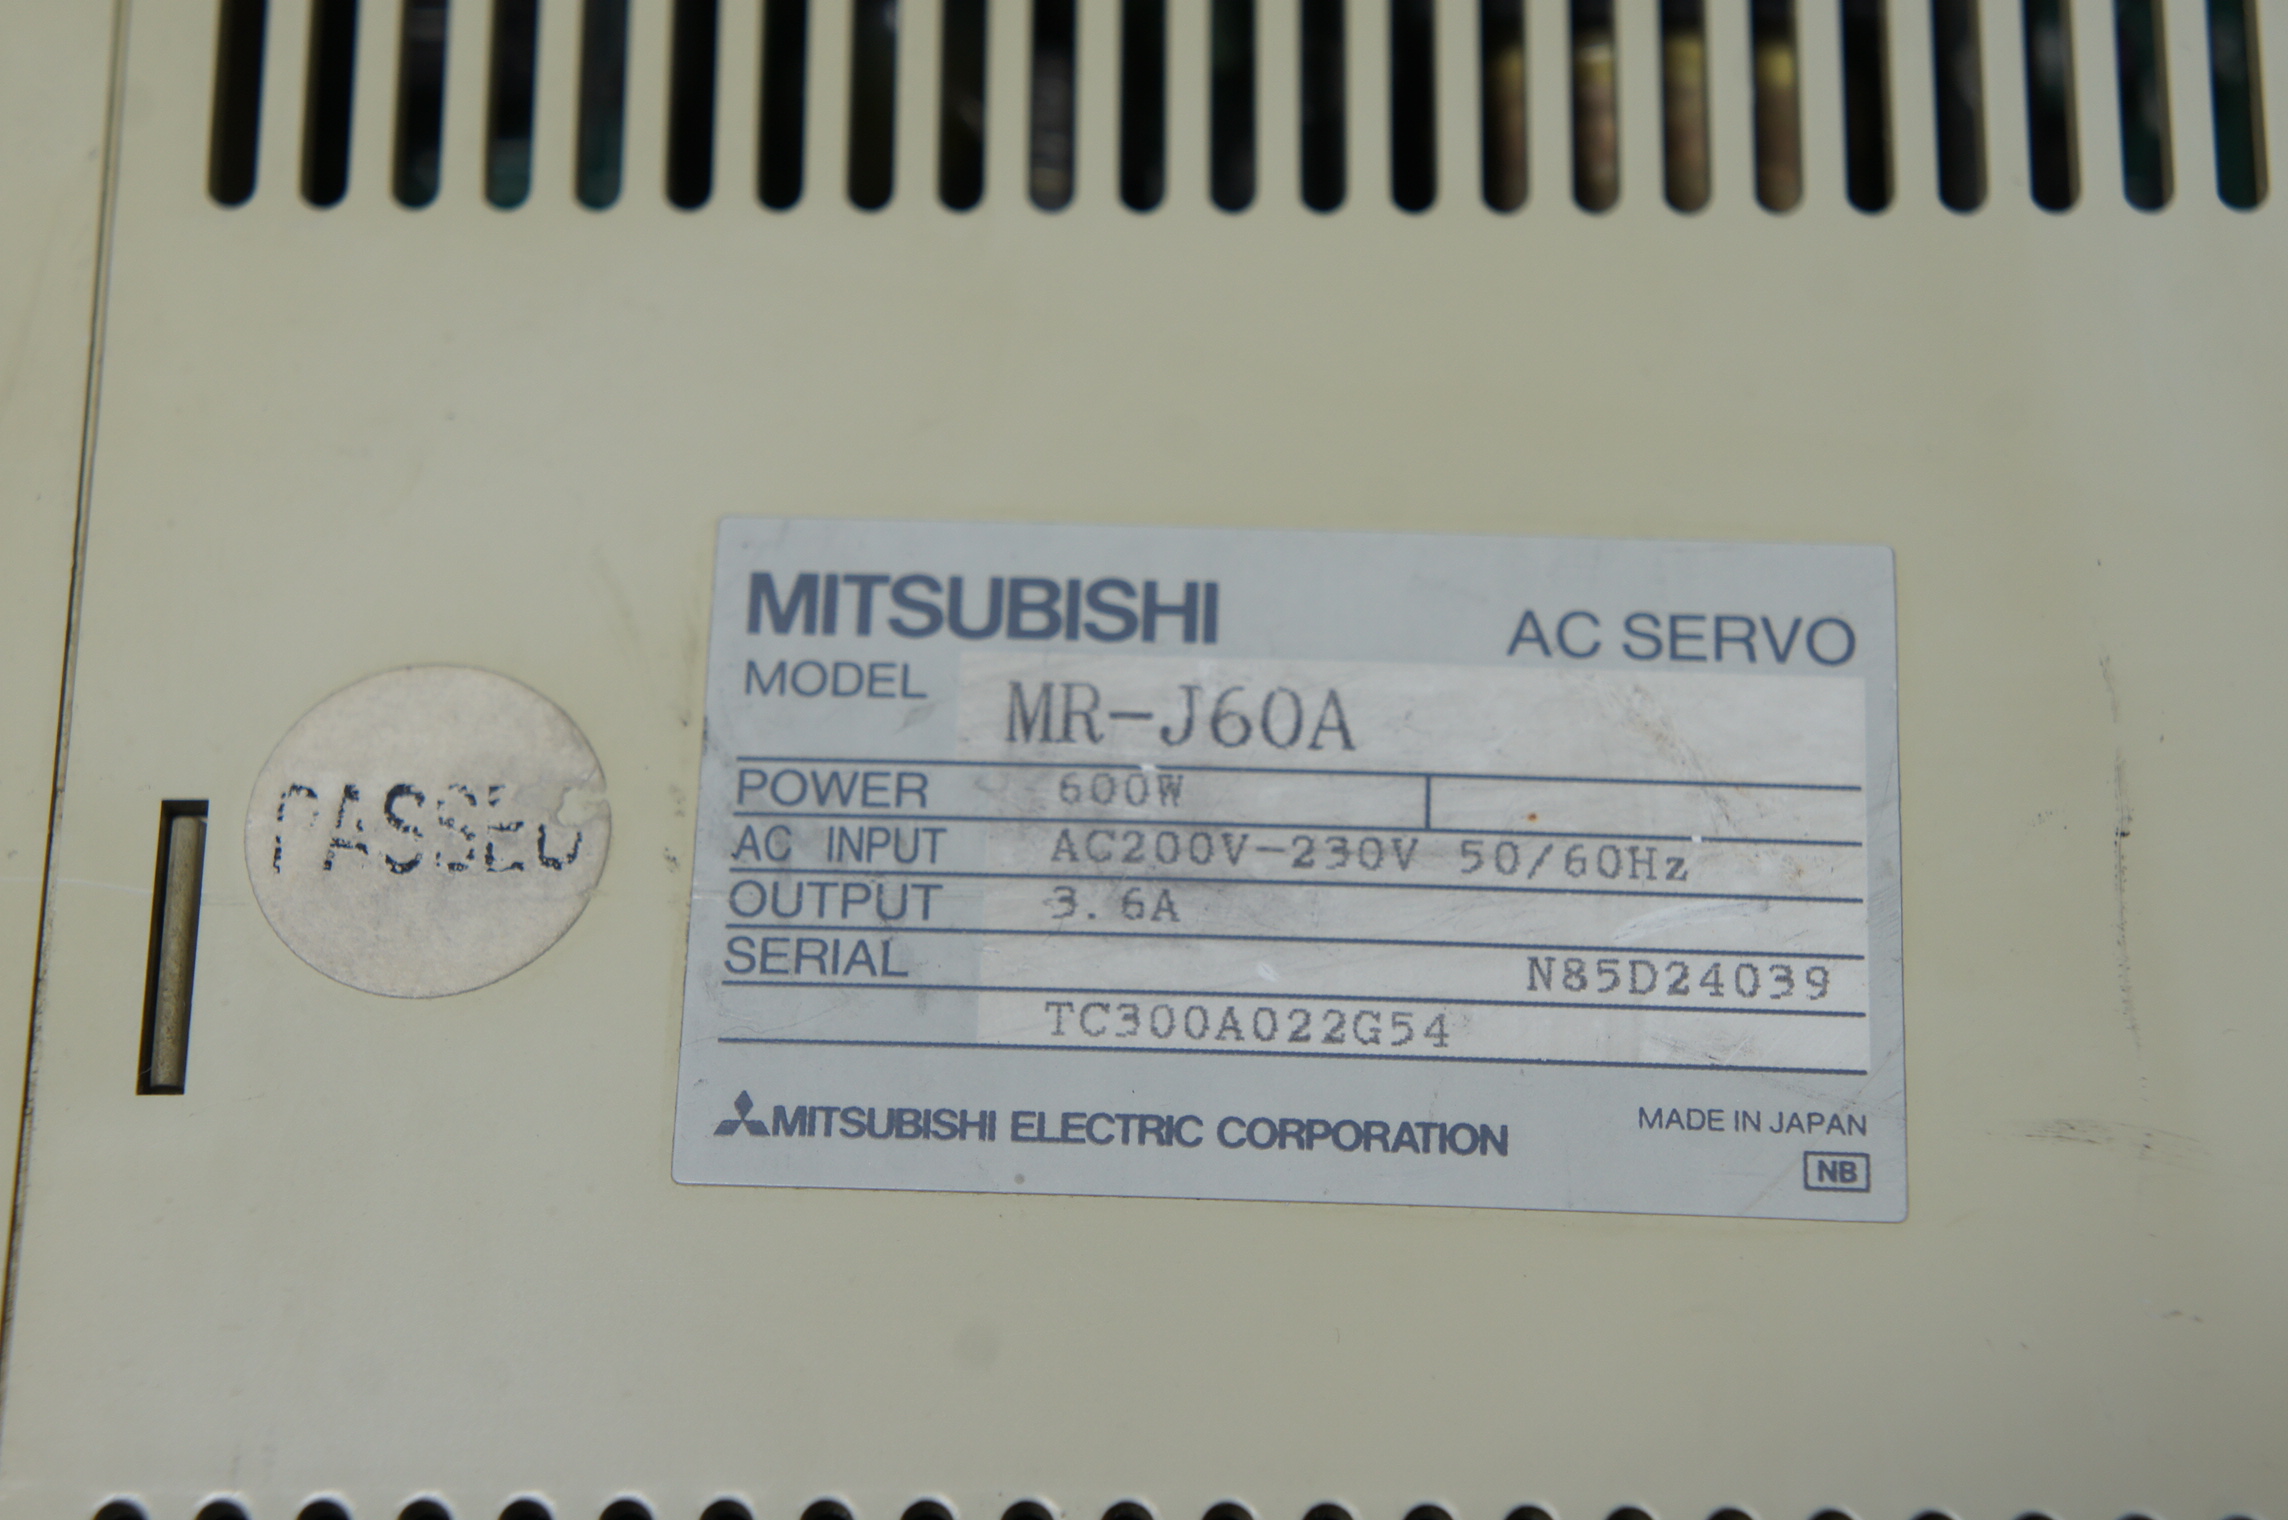 MITSUBISHI AC SERVO
MODEL MR-J60A
POWER 600W
AC INPUT AC200V-230V 50/60Hz
OUTPUT 3.6A
SERIAL N85D24039
TC300A022G54
MITSUBISHI ELECTRIC CORPORATION MADE IN JAPAN
NB
PASSED